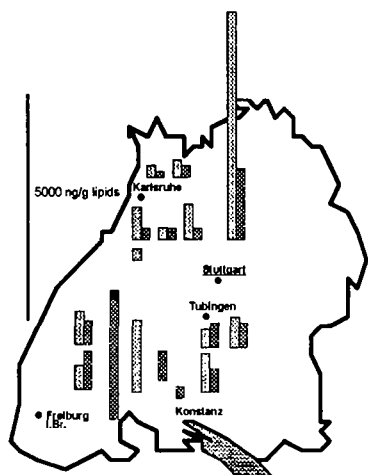 5000 ng/g lipids
Karlsruhe
Stuttgart
Tubingen
Freiburg
i.Br.
Konstanz